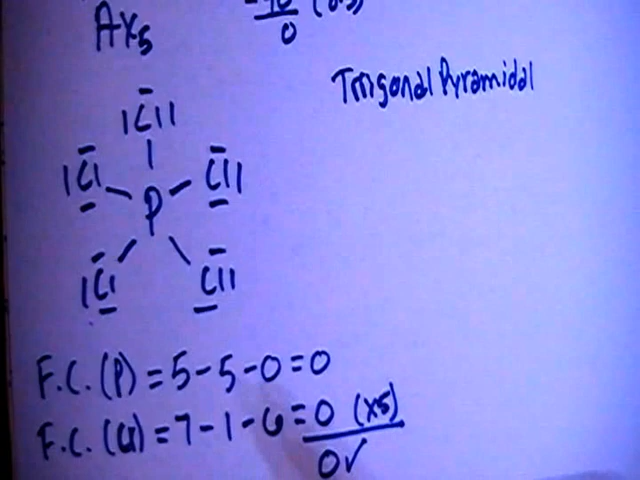 AX5
0
Trigonal Pyramidal
Cl
Cl Cl
P
Cl Cl
F.C. (P) = 5 - 5 - 0 = 0
F.C. (Cl) = 7 - 1 - 6 = 0 (x5)
0✓